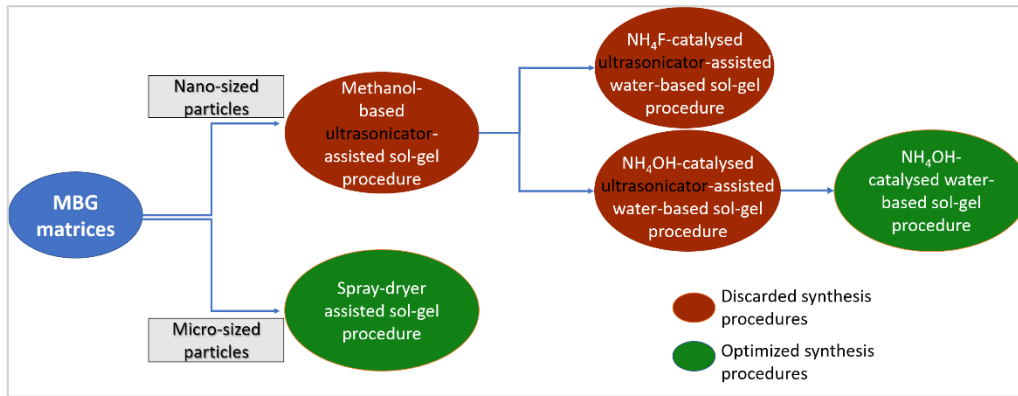 Nano-sized
particles
Methanol-
based
ultrasonicator-
assisted sol-gel
procedure
NH₄F-catalysed
ultrasonicator-assisted
water-based sol-gel
procedure
NH₄OH-catalysed
ultrasonicator-assisted
water-based sol-gel
procedure
NH₄OH-
catalysed water-
based sol-gel
procedure
MBG
matrices
Spray-dryer
assisted sol-gel
procedure
Micro-sized
particles
Discarded synthesis
procedures
Optimized synthesis
procedures